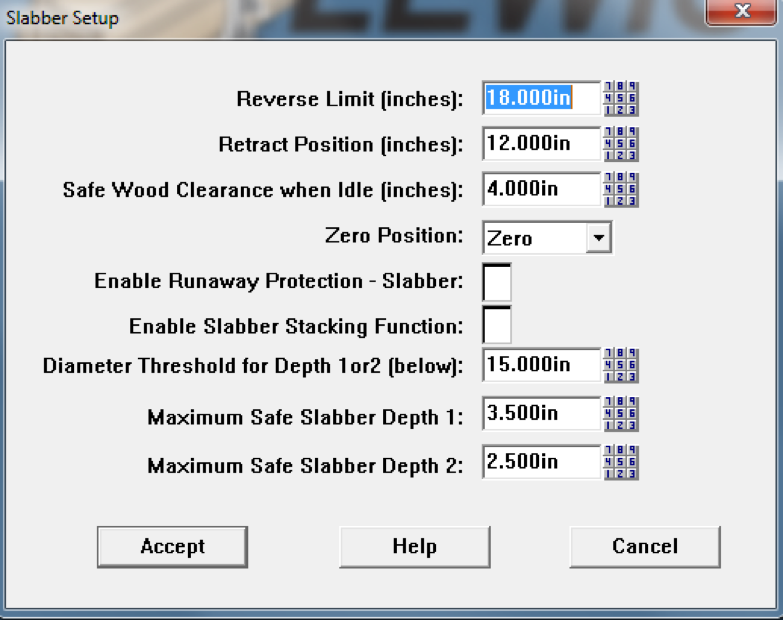 Slabber Setup
Reverse Limit (inches): 18.000in
Retract Position (inches): 12.000in
Safe Wood Clearance when Idle (inches): 4.000in
Zero Position: Zero
Enable Runaway Protection - Slabber:
Enable Slabber Stacking Function:
Diameter Threshold for Depth 1or2 (below): 15.000in
Maximum Safe Slabber Depth 1: 3.500in
Maximum Safe Slabber Depth 2: 2.500in
Accept Help Cancel